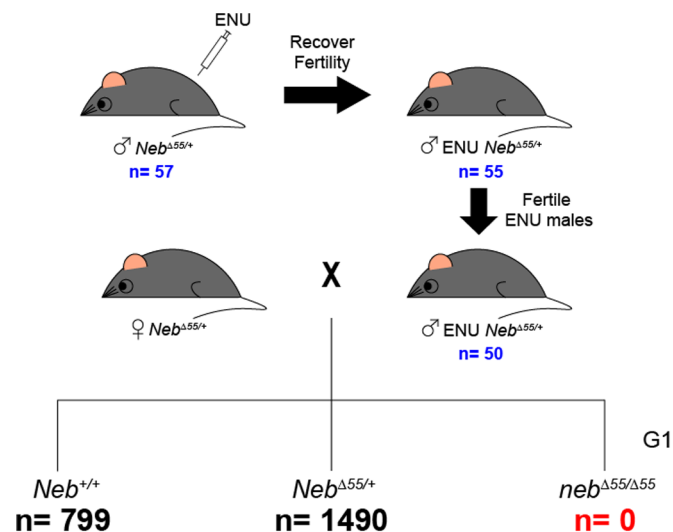 ENU
Recover
Fertility
♂ Neb^Δ55/+
n= 57
♂ ENU Neb^Δ55/+
n= 55
Fertile
ENU males
♀ Neb^Δ55/+
X
♂ ENU Neb^Δ55/+
n= 50
G1
Neb^+/+
n= 799
Neb^Δ55/+
n= 1490
neb^Δ55/Δ55
n= 0